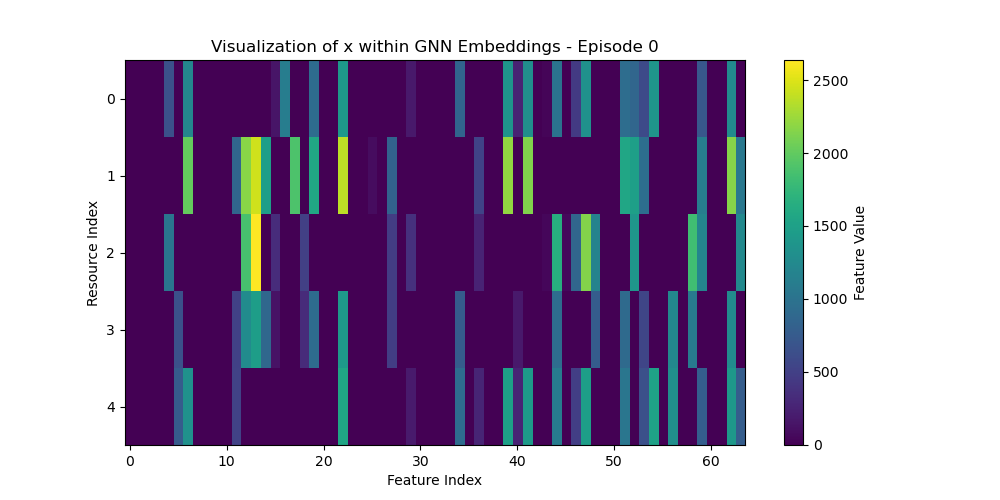 Visualization of x within GNN Embeddings - Episode 0
Resource Index
0
1
2
3
4
0 10 20 30 40 50 60
Feature Index
2500
2000
1500
1000
500
0
Feature Value